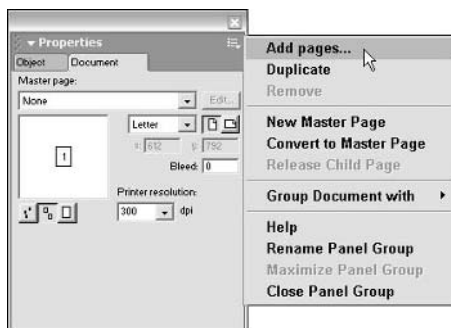 Properties
Object Document
Master page:
None Edit...
Letter
x: 612 y: 792
Bleed: 0
1
Printer resolution:
300 dpi
Add pages...
Duplicate
Remove
New Master Page
Convert to Master Page
Release Child Page
Group Document with
Help
Rename Panel Group
Maximize Panel Group
Close Panel Group